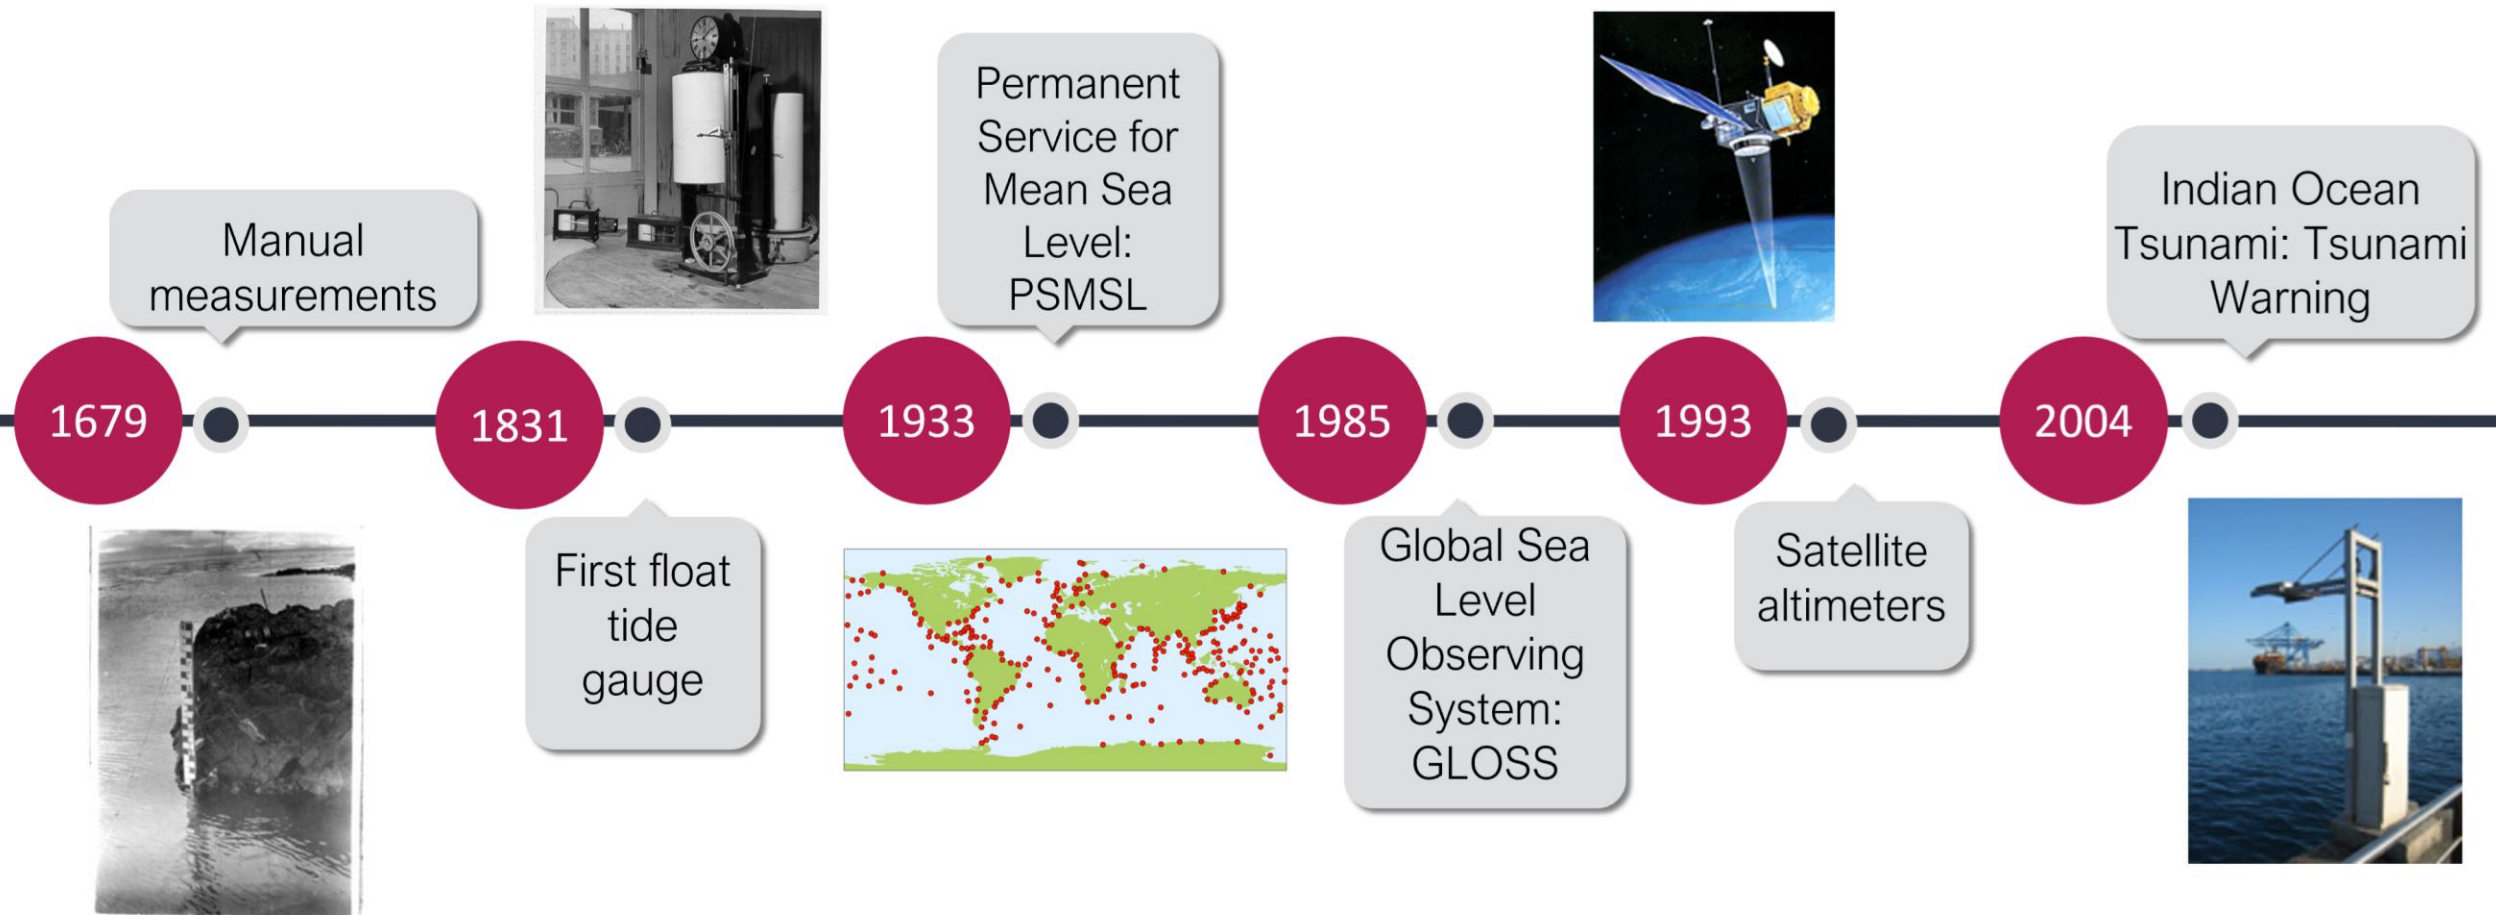 1679
Manual
measurements
1831
First float
tide
gauge
1933
Permanent
Service for
Mean Sea
Level:
PSMSL
1985
Global Sea
Level
Observing
System:
GLOSS
1993
Satellite
altimeters
2004
Indian Ocean
Tsunami: Tsunami
Warning